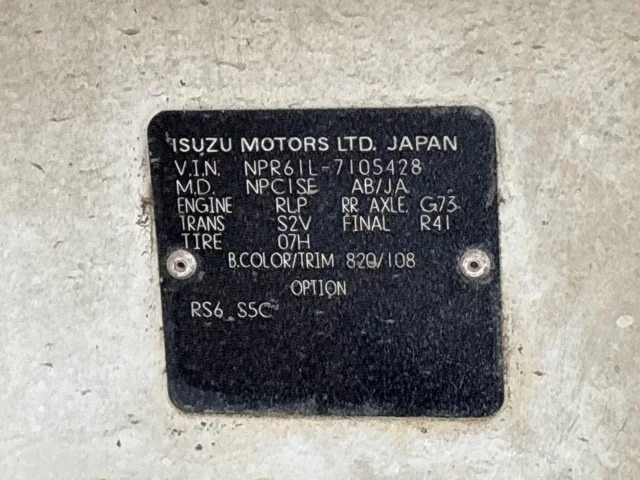 ISUZU MOTORS LTD. JAPAN
V.I.N. NPR61L-7105428
M.D. NPC1SE AB/JA
ENGINE RLP RR AXLE G73
TRANS S2V FINAL R41
TIRE 07H
B.COLOR/TRIM 820/108
OPTION
RS6 S5C